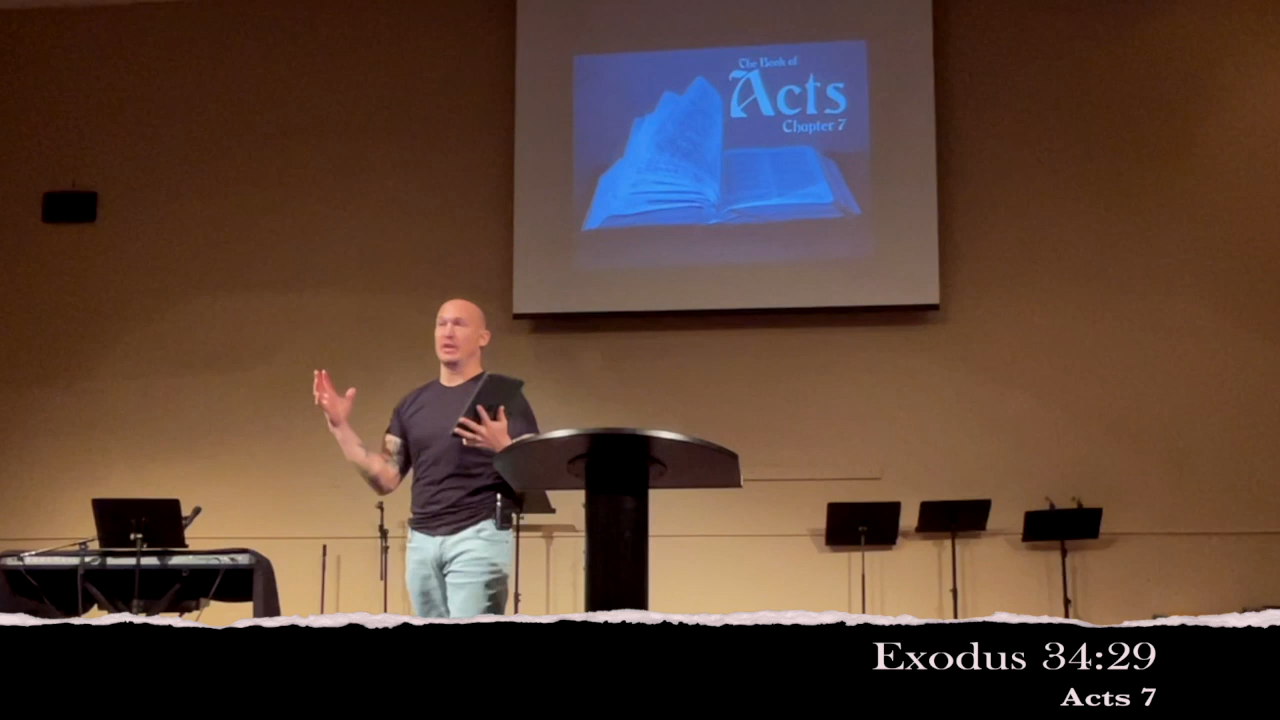 The Book of
Acts
Chapter 7
Exodus 34:29
Acts 7